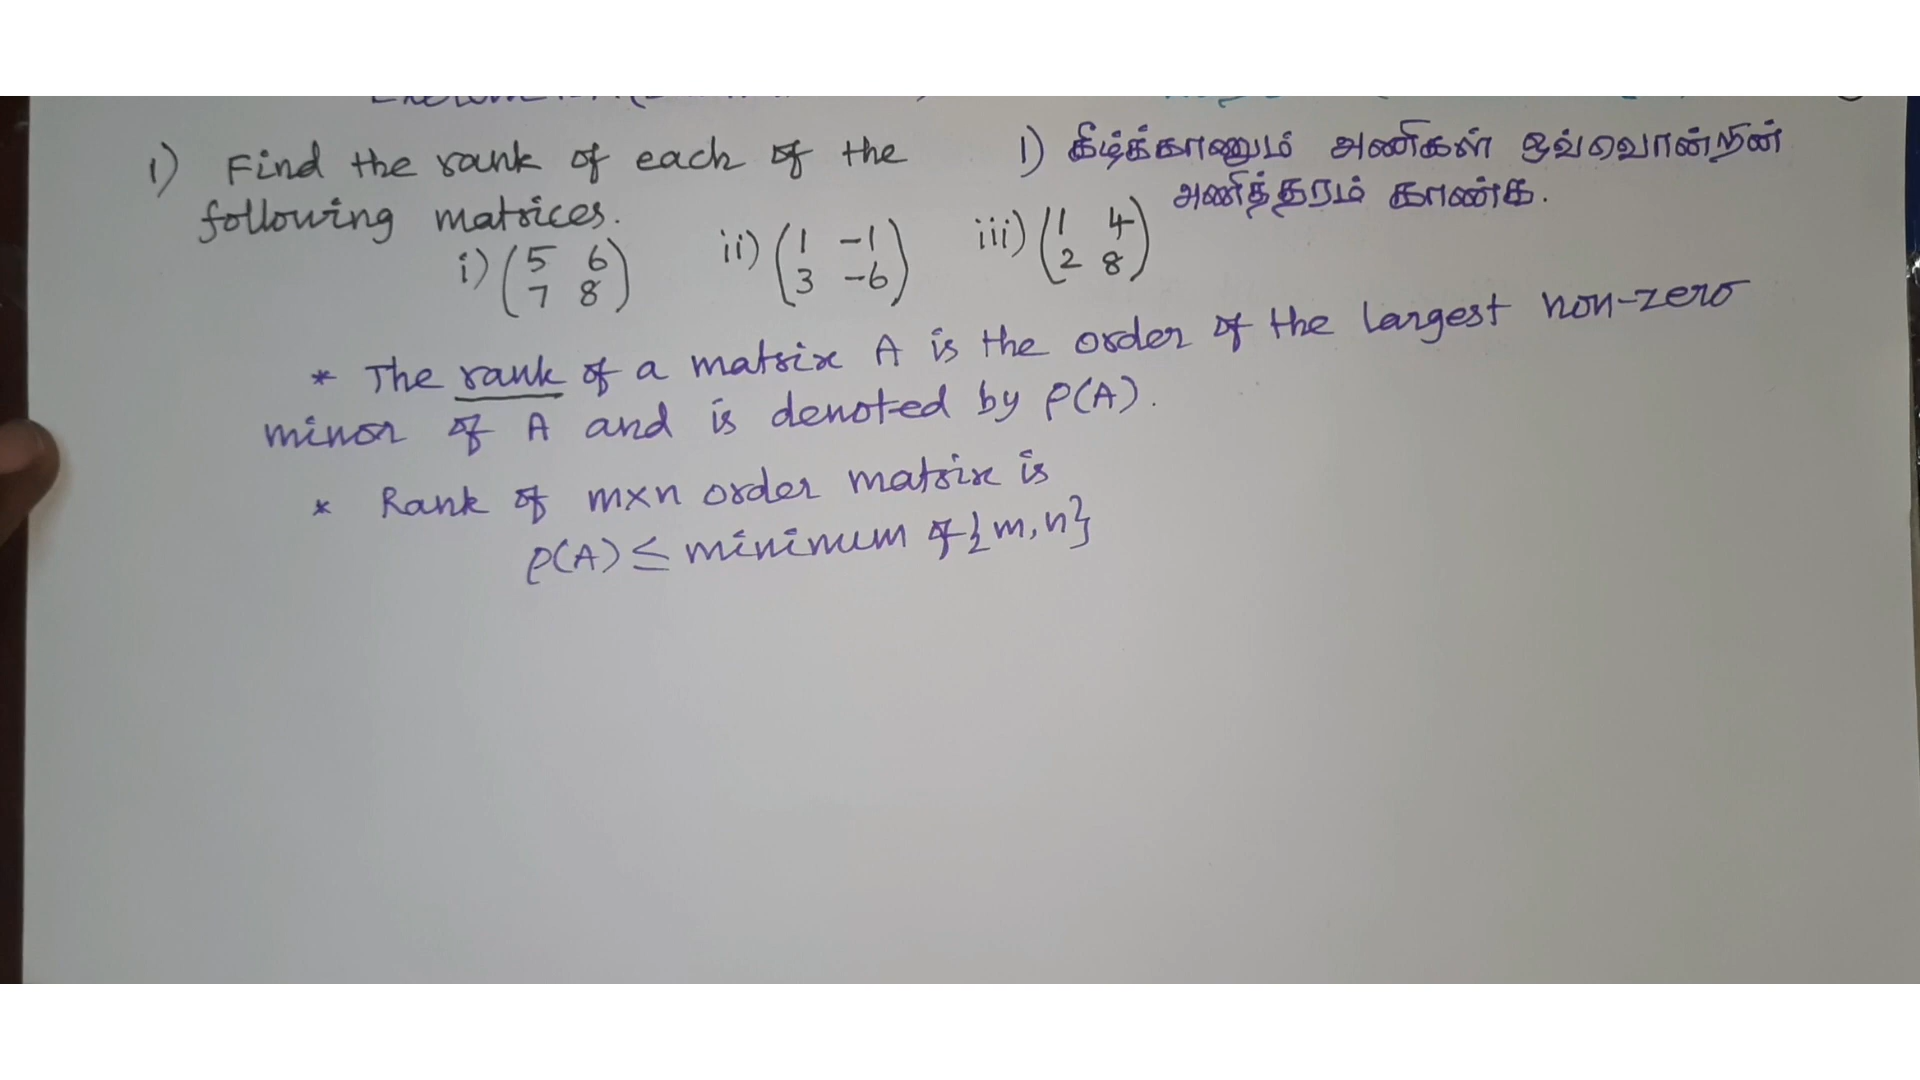 1) Find the rank of each of the
following matrices.
1) கீழ்க்காணும் அணிகள் ஒவ்வொன்றின்
அணித்தரம் காண்க.
i) (5 6
7 8)
ii) (1 -1
3 -6)
iii) (1 4
2 8)
* The rank of a matrix A is the order of the largest non-zero
minor of A and is denoted by ρ(A).
* Rank of m×n order matrix is
ρ(A) ≤ minimum of {m,n}